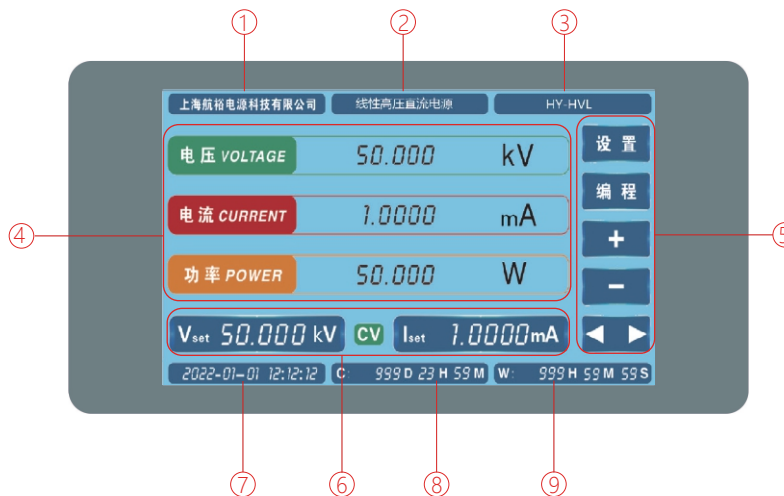 ① ② ③
上海航裕电源科技有限公司 线性高压直流电源 HY-HVL
电压 VOLTAGE 50.000 kV 设置
编程
④ 电流 CURRENT 1.0000 mA + ⑤
功率 POWER 50.000 W −
Vset 50.000 kV CV Iset 1.0000mA ◀ ▶
2022-01-01 12:12:12 C: 999 D 23 H 59 M W: 999 H 59 M 59 S
⑦ ⑥ ⑧ ⑨